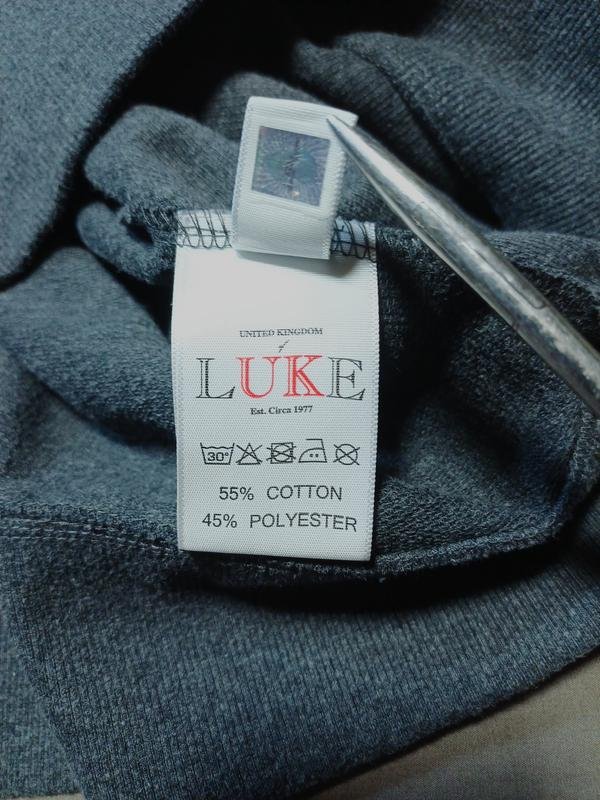 UNITED KINGDOM
of
LUKE
Est. Circa 1977
30°
55% COTTON
45% POLYESTER